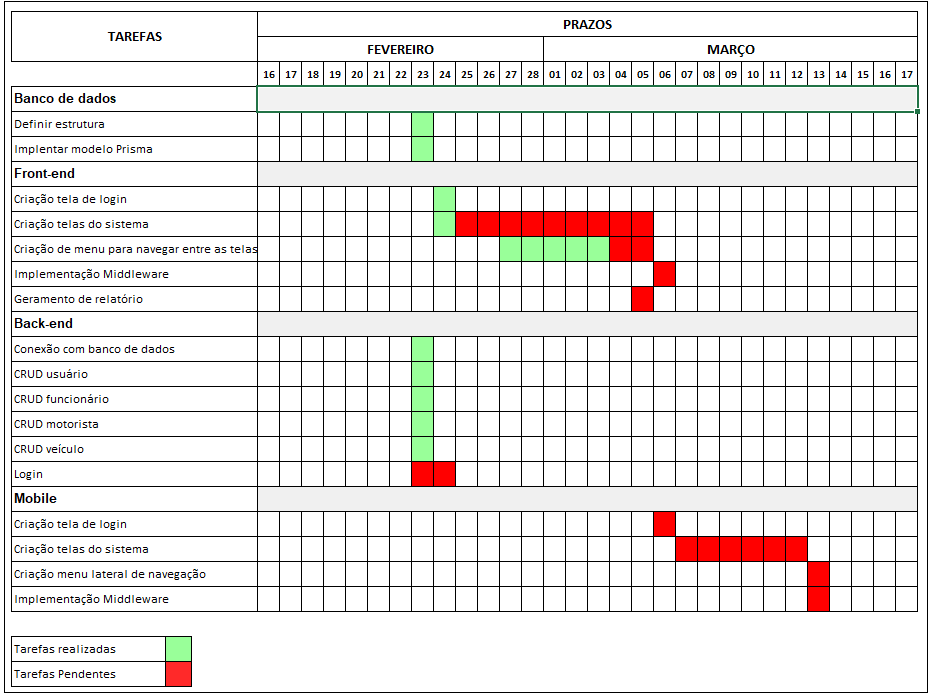 TAREFAS
PRAZOS
FEVEREIRO MARÇO
16 17 18 19 20 21 22 23 24 25 26 27 28 01 02 03 04 05 06 07 08 09 10 11 12 13 14 15 16 17
Banco de dados
Definir estrutura
Implentar modelo Prisma
Front-end
Criação tela de login
Criação telas do sistema
Criação de menu para navegar entre as telas
Implementação Middleware
Geramento de relatório
Back-end
Conexão com banco de dados
CRUD usuário
CRUD funcionário
CRUD motorista
CRUD veículo
Login
Mobile
Criação tela de login
Criação telas do sistema
Criação menu lateral de navegação
Implementação Middleware
Tarefas realizadas
Tarefas Pendentes